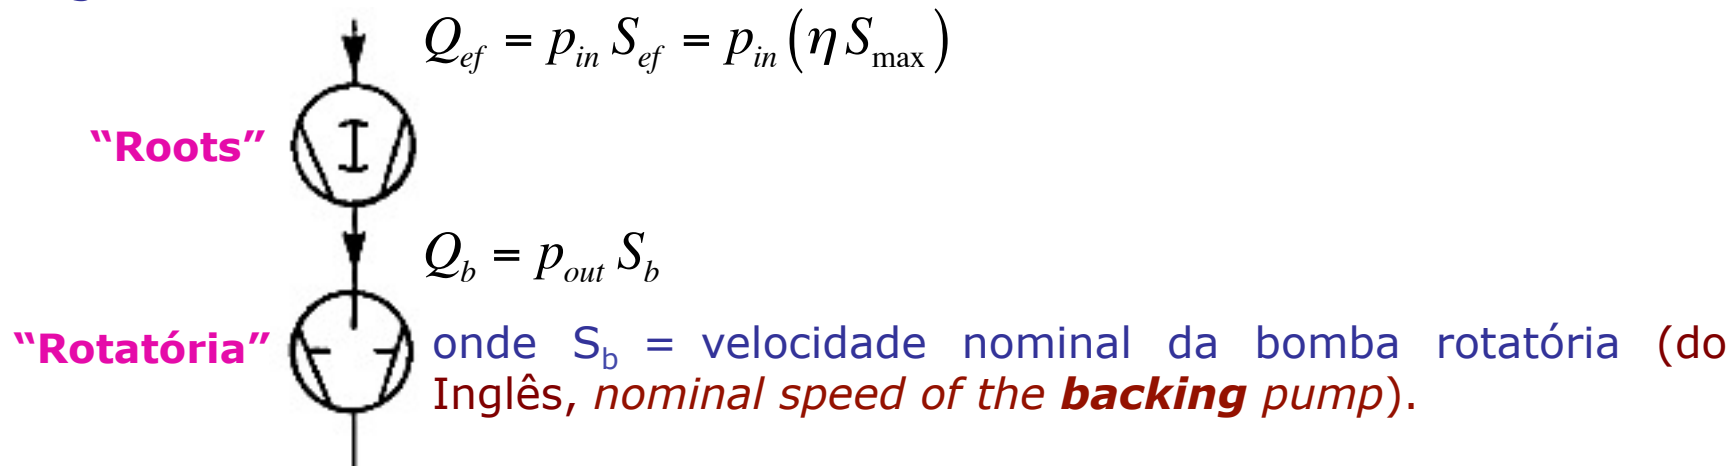 Q_ef = p_in S_ef = p_in (η S_max)
“Roots”
Q_b = p_out S_b
“Rotatória”
onde S_b = velocidade nominal da bomba rotatória (do
Inglês, nominal speed of the backing pump).